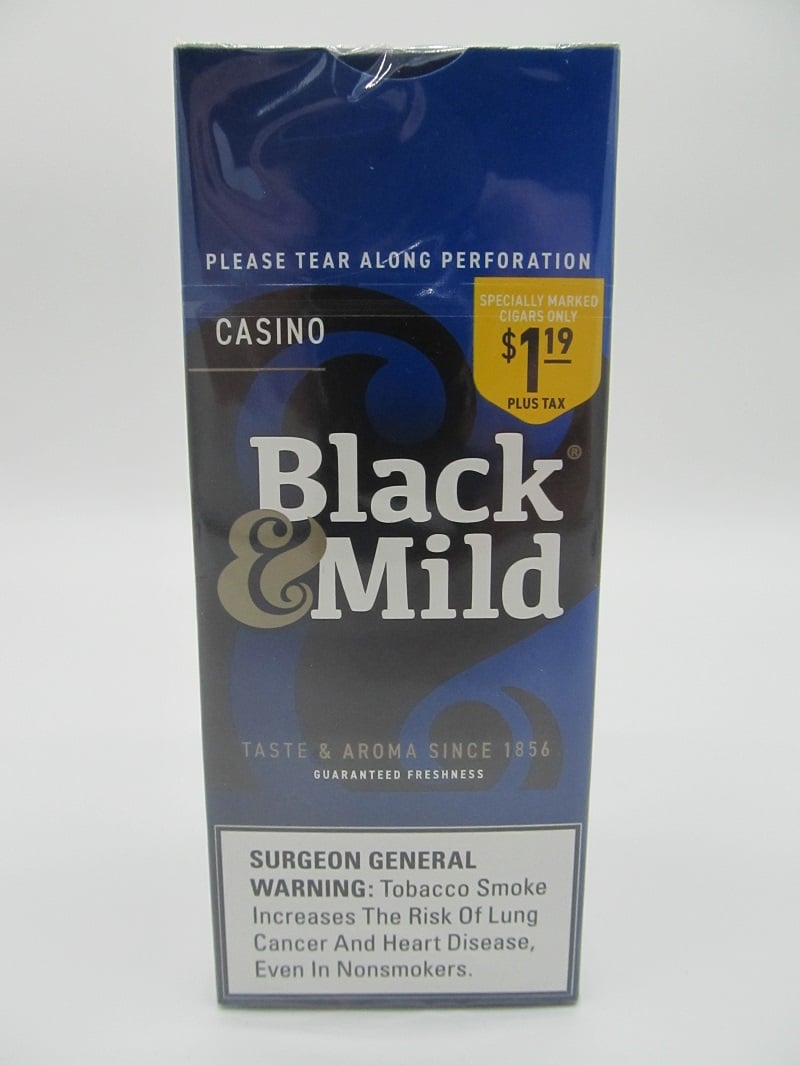 PLEASE TEAR ALONG PERFORATION
SPECIALLY MARKED
CIGARS ONLY
$1.19
PLUS TAX
CASINO
Black®
& Mild
TASTE & AROMA SINCE 1856
GUARANTEED FRESHNESS
SURGEON GENERAL
WARNING: Tobacco Smoke
Increases The Risk Of Lung
Cancer And Heart Disease,
Even In Nonsmokers.